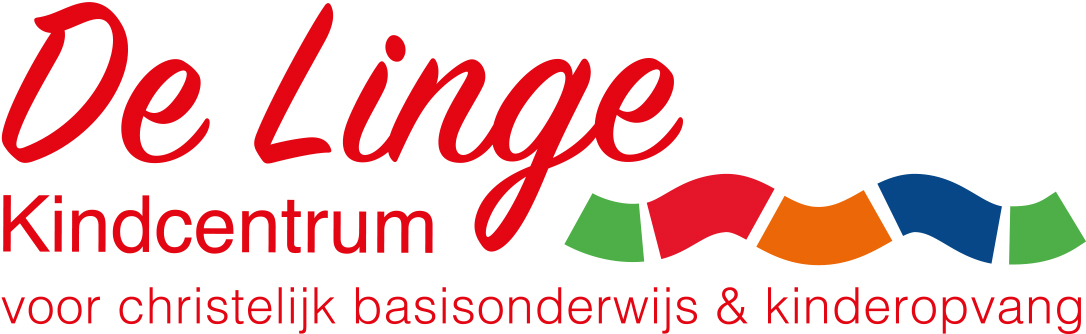 De Linge
Kindcentrum
voor christelijk basisonderwijs & kinderopvang